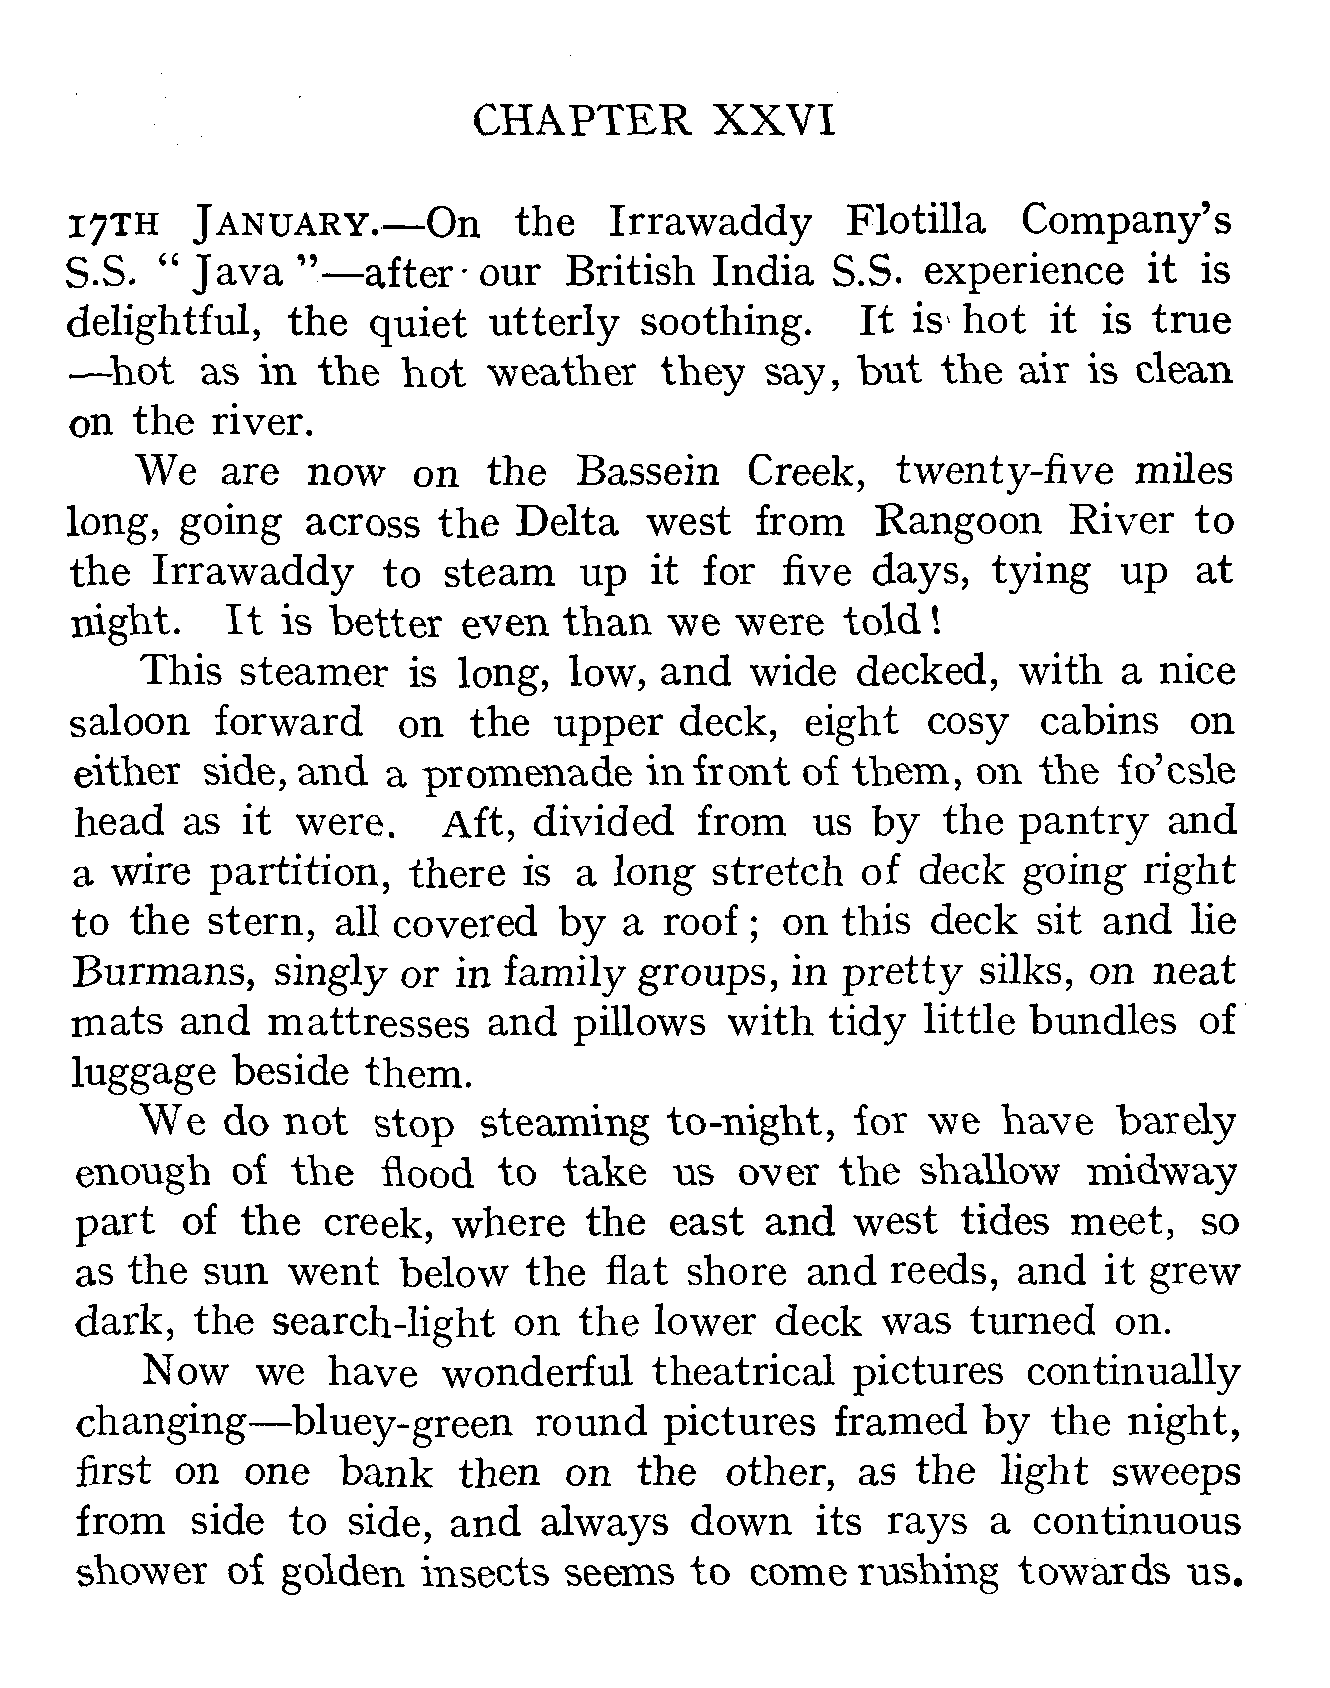 CHAPTER XXVI
17TH JANUARY.—On the Irrawaddy Flotilla Company's
S.S. “ Java ”—after our British India S.S. experience it is
delightful, the quiet utterly soothing. It is hot it is true
—hot as in the hot weather they say, but the air is clean
on the river.
We are now on the Bassein Creek, twenty-five miles
long, going across the Delta west from Rangoon River to
the Irrawaddy to steam up it for five days, tying up at
night. It is better even than we were told !
This steamer is long, low, and wide decked, with a nice
saloon forward on the upper deck, eight cosy cabins on
either side, and a promenade in front of them, on the fo'csle
head as it were. Aft, divided from us by the pantry and
a wire partition, there is a long stretch of deck going right
to the stern, all covered by a roof ; on this deck sit and lie
Burmans, singly or in family groups, in pretty silks, on neat
mats and mattresses and pillows with tidy little bundles of
luggage beside them.
We do not stop steaming to-night, for we have barely
enough of the flood to take us over the shallow midway
part of the creek, where the east and west tides meet, so
as the sun went below the flat shore and reeds, and it grew
dark, the search-light on the lower deck was turned on.
Now we have wonderful theatrical pictures continually
changing—bluey-green round pictures framed by the night,
first on one bank then on the other, as the light sweeps
from side to side, and always down its rays a continuous
shower of golden insects seems to come rushing towards us.